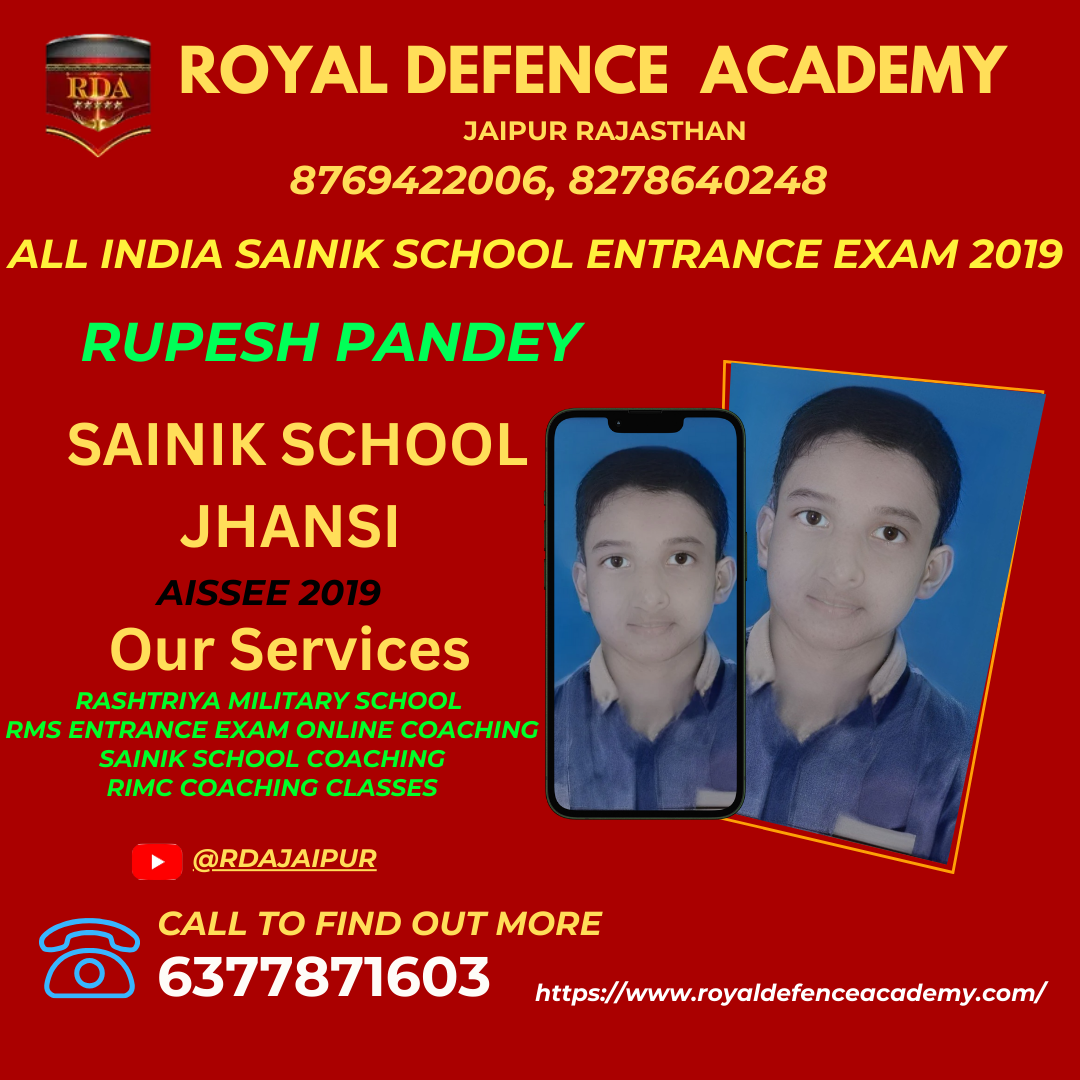 RDA
ROYAL DEFENCE ACADEMY
JAIPUR RAJASTHAN
8769422006, 8278640248
ALL INDIA SAINIK SCHOOL ENTRANCE EXAM 2019
RUPESH PANDEY
SAINIK SCHOOL
JHANSI
AISSEE 2019
Our Services
RASHTRIYA MILITARY SCHOOL
RMS ENTRANCE EXAM ONLINE COACHING
SAINIK SCHOOL COACHING
RIMC COACHING CLASSES
@RDAJAIPUR
CALL TO FIND OUT MORE
6377871603
https://www.royaldefenceacademy.com/